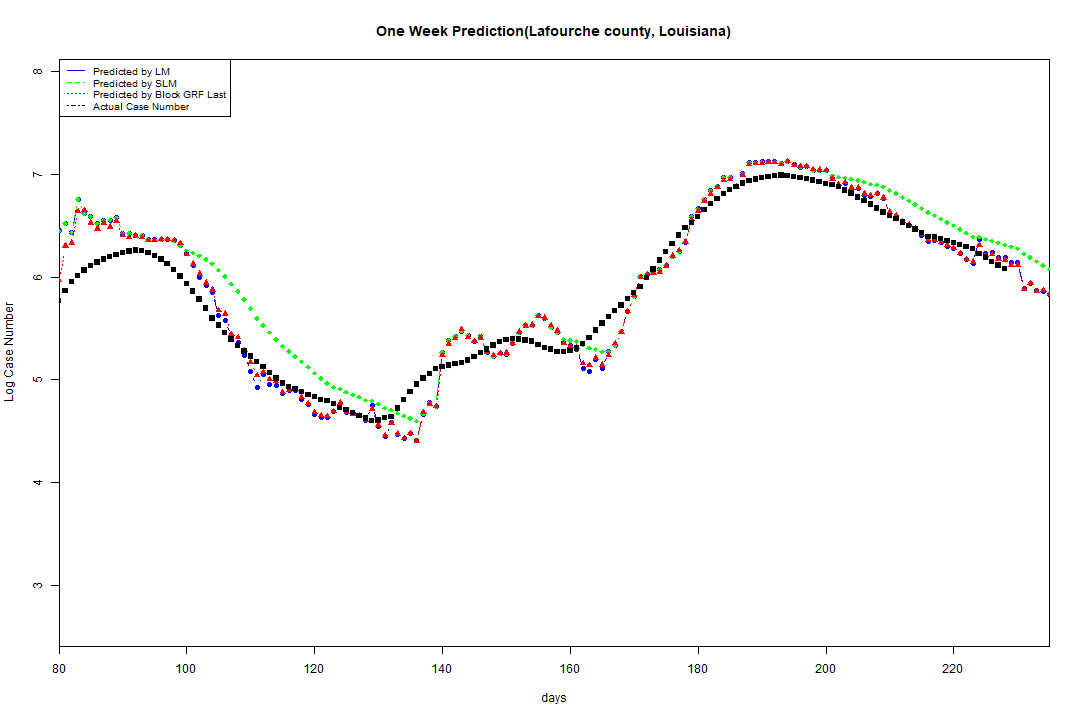 One Week Prediction(Lafourche county, Louisiana)
Predicted by LM
Predicted by SLM
Predicted by Block GRF Last
Actual Case Number
8
7
6
5
4
3
Log Case Number
80 100 120 140 160 180 200 220
days